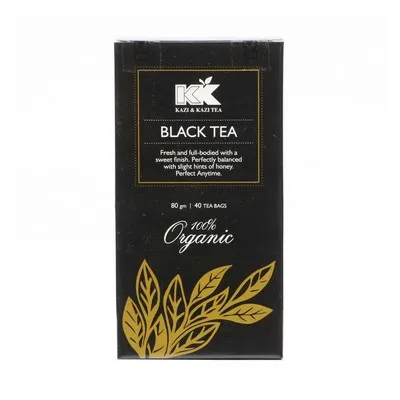 KK
KAZI & KAZI TEA
BLACK TEA
Fresh and full-bodied with a
sweet finish. Perfectly balanced
with slight hints of honey.
Perfect Anytime.
80 gm | 40 TEA BAGS
100%
Organic